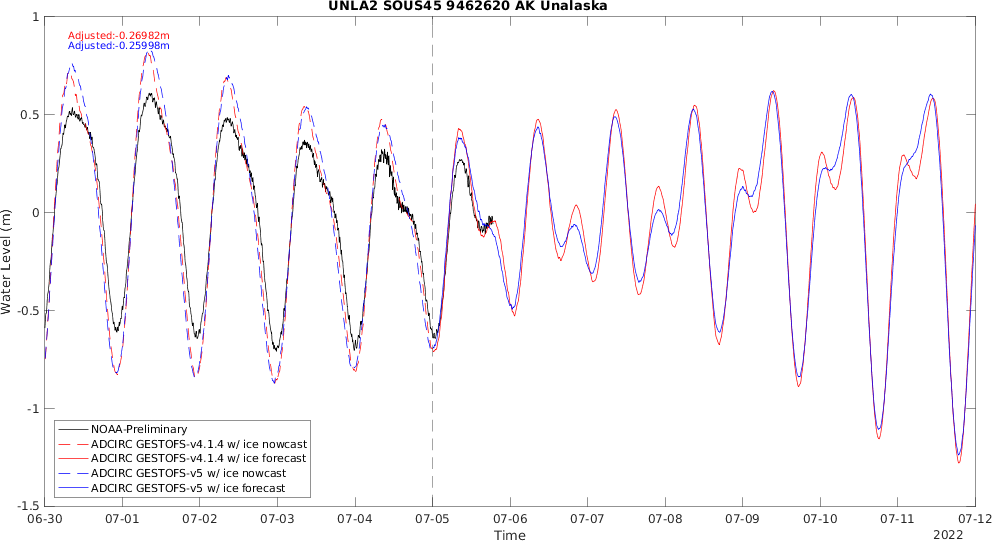 UNLA2 SOUS45 9462620 AK Unalaska
Adjusted:-0.26982m
Adjusted:-0.25998m
1
0.5
0
-0.5
-1
-1.5
Water Level (m)
NOAA-Preliminary
ADCIRC GESTOFS-v4.1.4 w/ ice nowcast
ADCIRC GESTOFS-v4.1.4 w/ ice forecast
ADCIRC GESTOFS-v5 w/ ice nowcast
ADCIRC GESTOFS-v5 w/ ice forecast
06-30 07-01 07-02 07-03 07-04 07-05 07-06 07-07 07-08 07-09 07-10 07-11 07-12
Time
2022